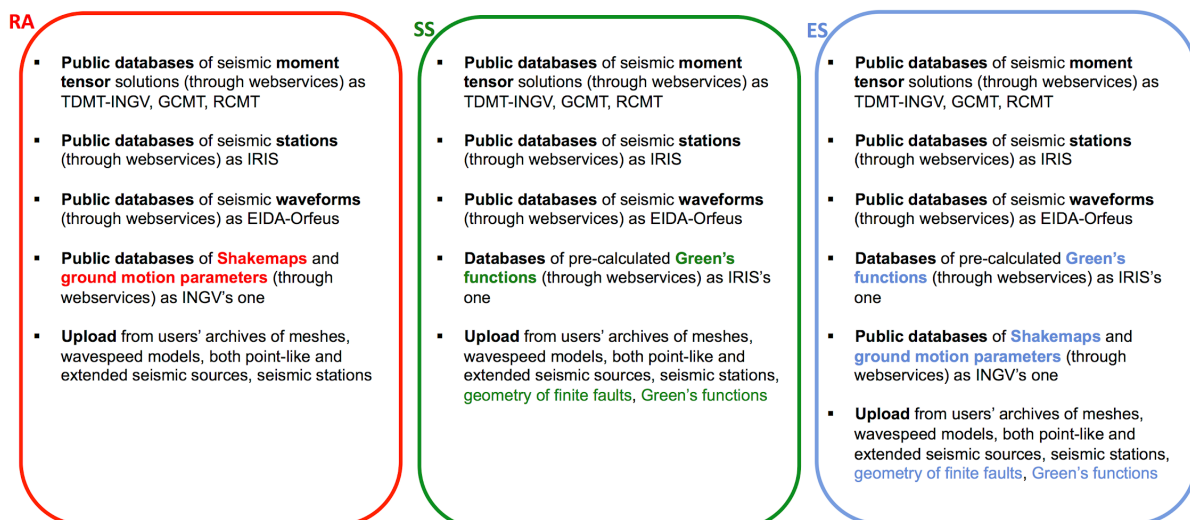 RA
▪ Public databases of seismic moment
tensor solutions (through webservices) as
TDMT-INGV, GCMT, RCMT
▪ Public databases of seismic stations
(through webservices) as IRIS
▪ Public databases of seismic waveforms
(through webservices) as EIDA-Orfeus
▪ Public databases of Shakemaps and
ground motion parameters (through
webservices) as INGV’s one
▪ Upload from users’ archives of meshes,
wavespeed models, both point-like and
extended seismic sources, seismic stations
SS
▪ Public databases of seismic moment
tensor solutions (through webservices) as
TDMT-INGV, GCMT, RCMT
▪ Public databases of seismic stations
(through webservices) as IRIS
▪ Public databases of seismic waveforms
(through webservices) as EIDA-Orfeus
▪ Databases of pre-calculated Green’s
functions (through webservices) as IRIS’s
one
▪ Upload from users’ archives of meshes,
wavespeed models, both point-like and
extended seismic sources, seismic stations,
geometry of finite faults, Green’s functions
ES
▪ Public databases of seismic moment
tensor solutions (through webservices) as
TDMT-INGV, GCMT, RCMT
▪ Public databases of seismic stations
(through webservices) as IRIS
▪ Public databases of seismic waveforms
(through webservices) as EIDA-Orfeus
▪ Databases of pre-calculated Green’s
functions (through webservices) as IRIS’s
one
▪ Public databases of Shakemaps and
ground motion parameters (through
webservices) as INGV’s one
▪ Upload from users’ archives of meshes,
wavespeed models, both point-like and
extended seismic sources, seismic stations,
geometry of finite faults, Green’s functions